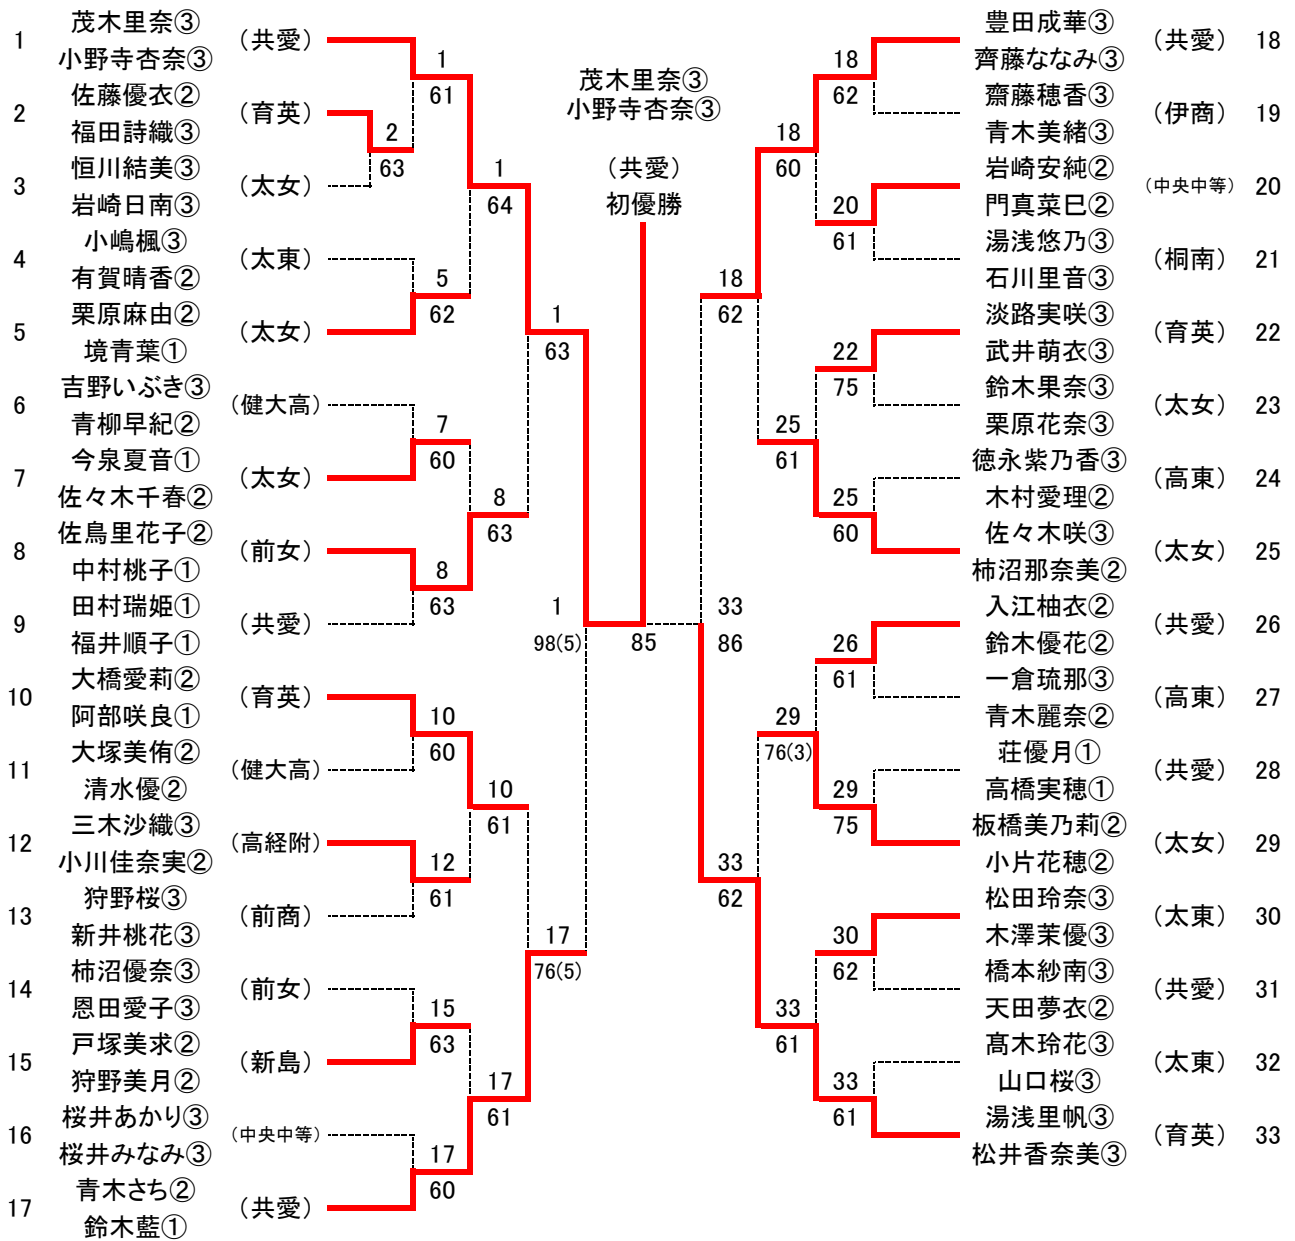 茂木里奈③
1 (共愛)
小野寺杏奈③
佐藤優衣②
2 (育英)
福田詩織③
恒川結美③
3 (太女)
岩崎日南③
小嶋楓③
4 (太東)
有賀晴香②
栗原麻由②
5 (太女)
境青葉①
吉野いぶき③
6 (健大高)
青柳早紀②
今泉夏音①
7 (太女)
佐々木千春②
佐鳥里花子②
8 (前女)
中村桃子①
田村瑞姫①
9 (共愛)
福井順子①
大橋愛莉②
10 (育英)
阿部咲良①
大塚美侑②
11 (健大高)
清水優②
三木沙織③
12 (高経附)
小川佳奈実②
狩野桜③
13 (前商)
新井桃花③
柿沼優奈③
14 (前女)
恩田愛子③
戸塚美求②
15 (新島)
狩野美月②
桜井あかり③
16 (中央中等)
桜井みなみ③
青木さち②
17 (共愛)
鈴木藍①
2
63
1
61
5
62
7
60
8
63
10
60
12
61
15
63
17
60
1
64
8
63
10
61
17
61
1
63
17
76(5)
1
98(5)
茂木里奈③
小野寺杏奈③
(共愛)
初優勝
85
33
86
18
62
33
62
18
60
25
61
29
76(3)
33
61
18
62
20
61
22
75
25
60
26
61
29
75
30
62
33
61
豊田成華③
(共愛) 18
齊藤ななみ③
齋藤穂香③
(伊商) 19
青木美緒③
岩崎安純②
(中央中等) 20
門真菜巳②
湯浅悠乃③
(桐南) 21
石川里音③
淡路実咲③
(育英) 22
武井萌衣③
鈴木果奈③
(太女) 23
栗原花奈③
徳永紫乃香③
(高東) 24
木村愛理②
佐々木咲③
(太女) 25
柿沼那奈美②
入江柚衣②
(共愛) 26
鈴木優花②
一倉琉那③
(高東) 27
青木麗奈②
荘優月①
(共愛) 28
高橋実穂①
板橋美乃莉②
(太女) 29
小片花穂②
松田玲奈③
(太東) 30
木澤茉優③
橋本紗南③
(共愛) 31
天田夢衣②
髙木玲花③
(太東) 32
山口桜③
湯浅里帆③
(育英) 33
松井香奈美③